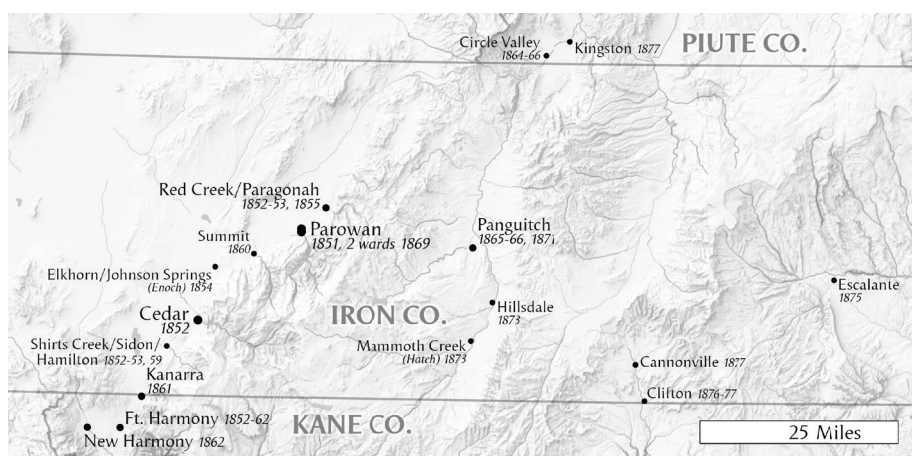 Circle Valley
1864-66
Kingston 1877
PIUTE CO.
Red Creek/Paragonah
1852-53, 1855
Parowan
1851, 2 wards 1869
Summit
1860
Panguitch
1865-66, 1871
Elkhorn/Johnson Springs
(Enoch) 1854
Escalante
1875
Cedar
1852
IRON CO.
Hillsdale
1873
Shirts Creek/Sidon/
Hamilton 1852-53, 59
Mammoth Creek
(Hatch) 1873
Cannonville 1877
Kanarra
1861
Clifton 1876-77
Ft. Harmony 1852-62
KANE CO.
New Harmony 1862
25 Miles